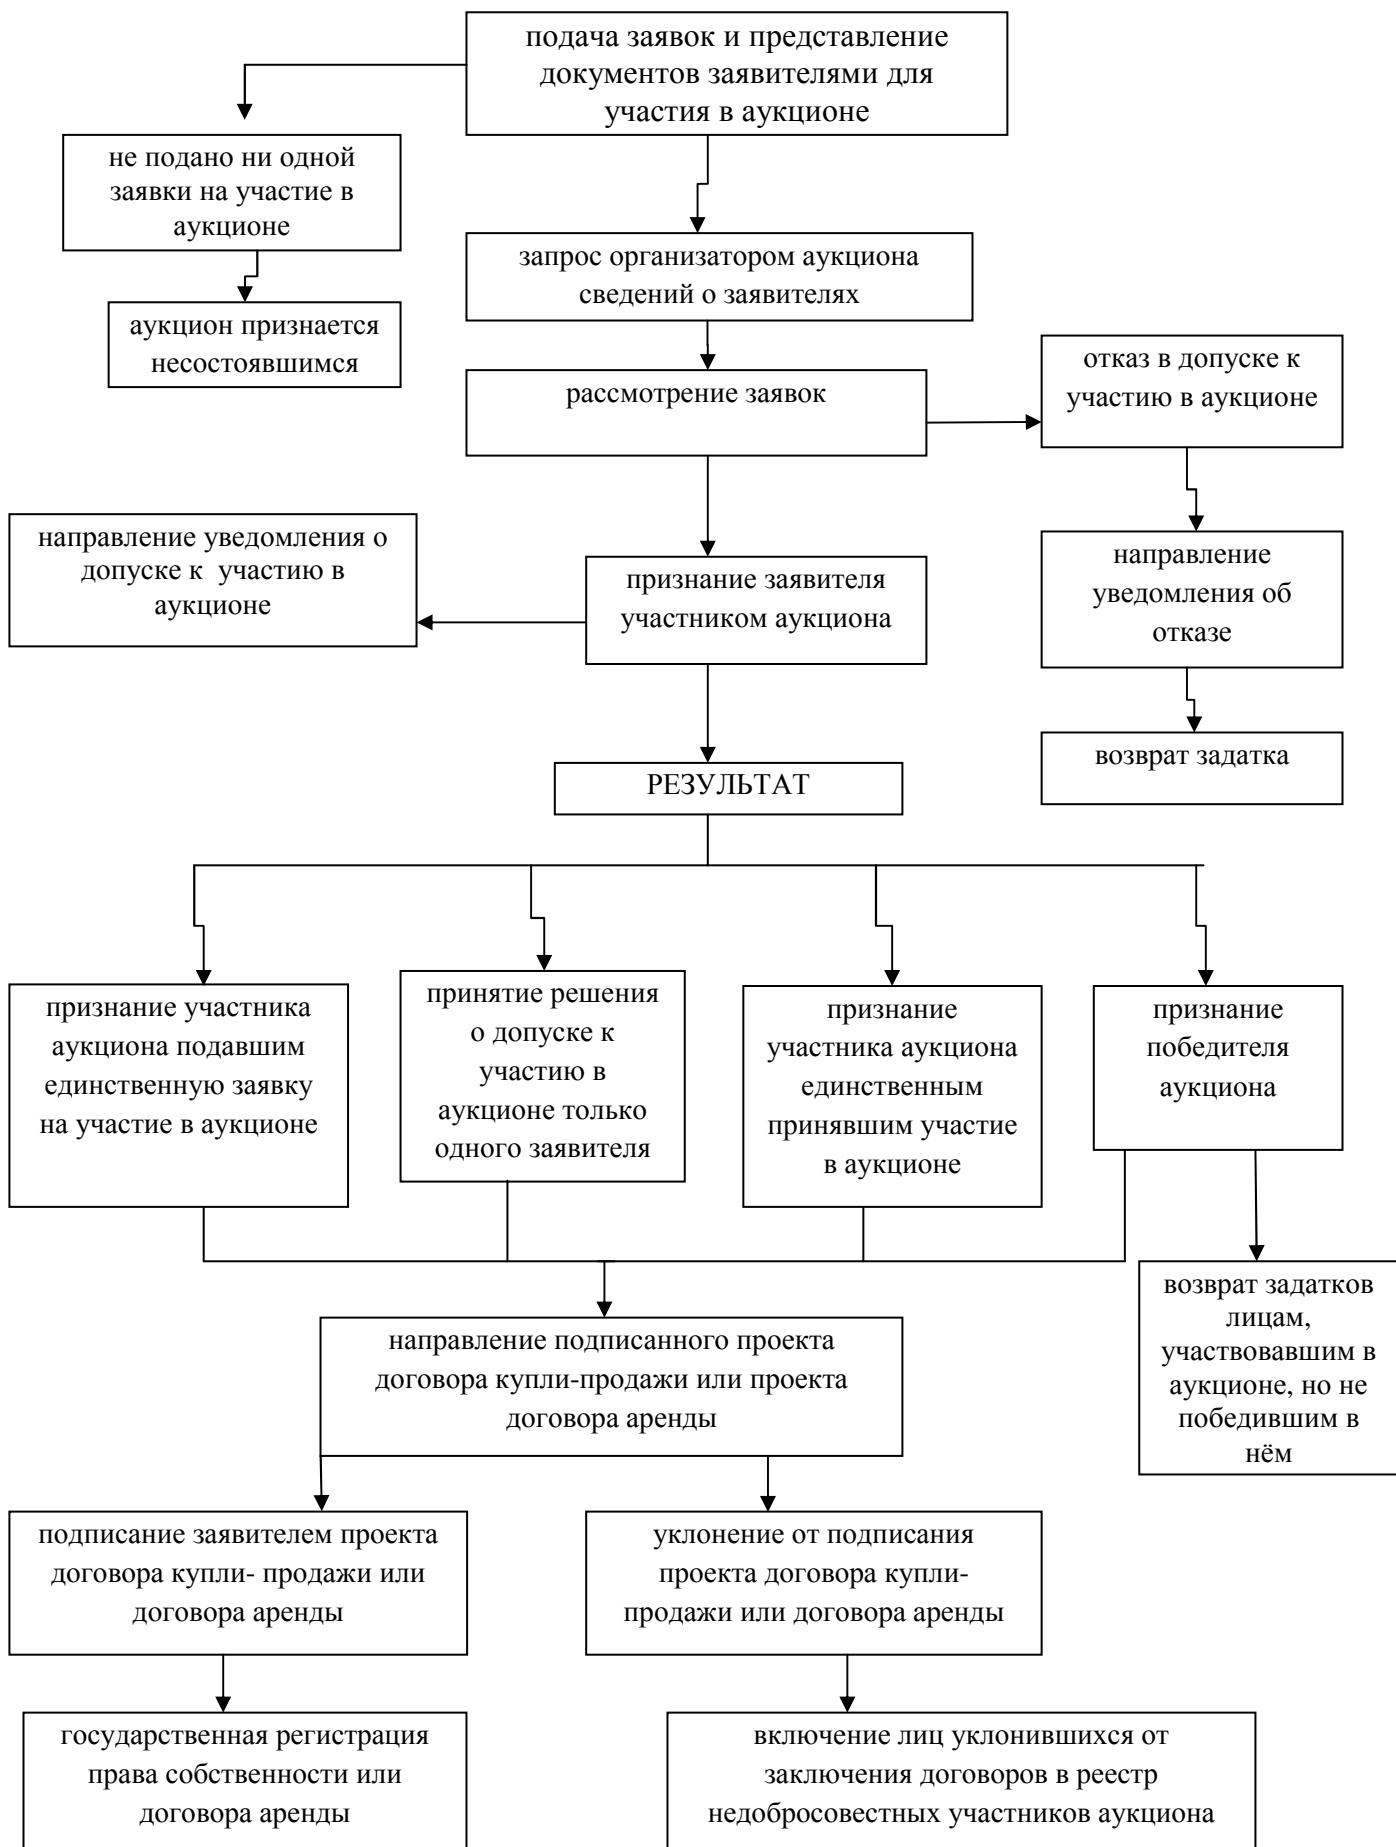 подача заявок и представление
документов заявителями для
участия в аукционе
не подано ни одной
заявки на участие в
аукционе
запрос организатором аукциона
сведений о заявителях
аукцион признается
несостоявшимся
отказ в допуске к
участию в аукционе
рассмотрение заявок
направление уведомления о
допуске к участию в
аукционе
признание заявителя
участником аукциона
направление
уведомления об
отказе
возврат задатка
РЕЗУЛЬТАТ
признание участника
аукциона подавшим
единственную заявку
на участие в аукционе
принятие решения
о допуске к
участию в
аукционе только
одного заявителя
признание
участника аукциона
единственным
принявшим участие
в аукционе
признание
победителя
аукциона
возврат задатков
лицам,
участвовавшим в
аукционе, но не
победившим в
нём
направление подписанного проекта
договора купли-продажи или проекта
договора аренды
подписание заявителем проекта
договора купли- продажи или
договора аренды
уклонение от подписания
проекта договора купли-
продажи или договора аренды
государственная регистрация
права собственности или
договора аренды
включение лиц уклонившихся от
заключения договоров в реестр
недобросовестных участников аукциона